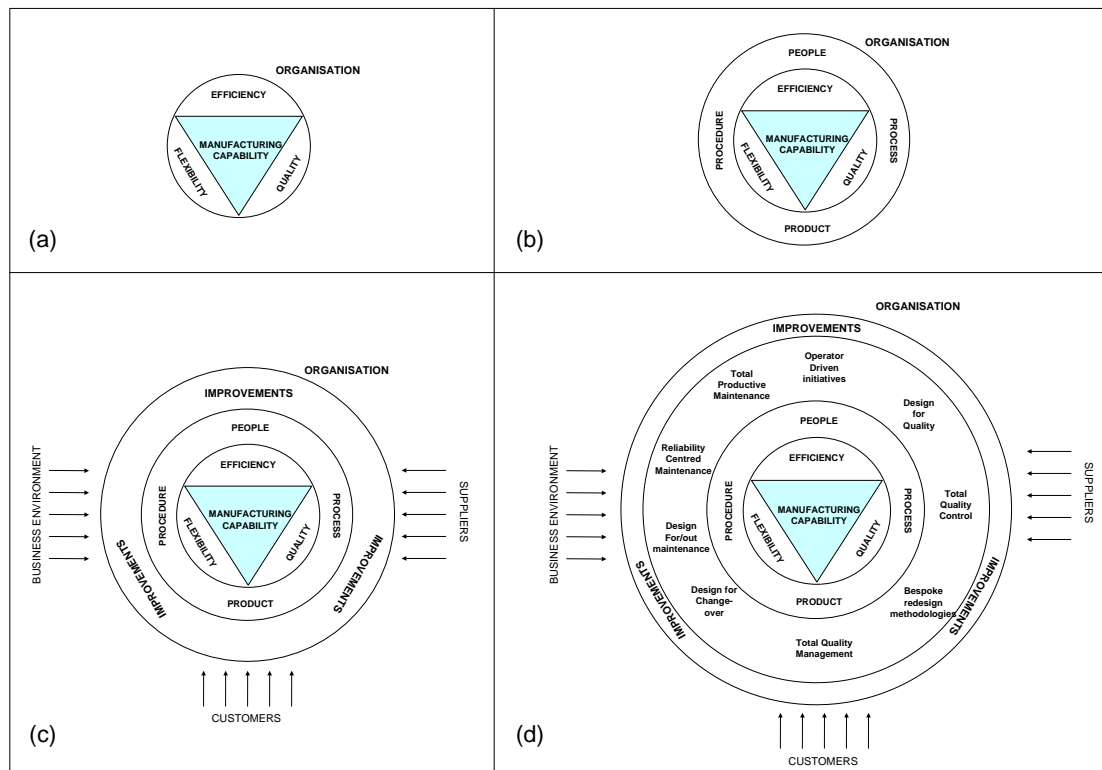 ORGANISATION
EFFICIENCY
MANUFACTURING
CAPABILITY
FLEXIBILITY
QUALITY
(a)
ORGANISATION
PEOPLE
EFFICIENCY
PROCEDURE
MANUFACTURING
CAPABILITY
PROCESS
FLEXIBILITY
QUALITY
PRODUCT
(b)
ORGANISATION
IMPROVEMENTS
PEOPLE
EFFICIENCY
BUSINESS ENVIRONMENT
PROCEDURE
MANUFACTURING
CAPABILITY
PROCESS
SUPPLIERS
FLEXIBILITY
QUALITY
IMPROVEMENTS
IMPROVEMENTS
PRODUCT
CUSTOMERS
(c)
ORGANISATION
IMPROVEMENTS
Operator
Driven
initiatives
Total
Productive
Maintenance
Design
for
Quality
PEOPLE
Reliability
Centred
Maintenance
EFFICIENCY
BUSINESS ENVIRONMENT
SUPPLIERS
PROCEDURE
MANUFACTURING
CAPABILITY
PROCESS
Total
Quality
Control
Design
For/out
maintenance
FLEXIBILITY
QUALITY
Design for
Change-
over
PRODUCT
Bespoke
redesign
methodologies
IMPROVEMENTS
IMPROVEMENTS
Total Quality
Management
CUSTOMERS
(d)